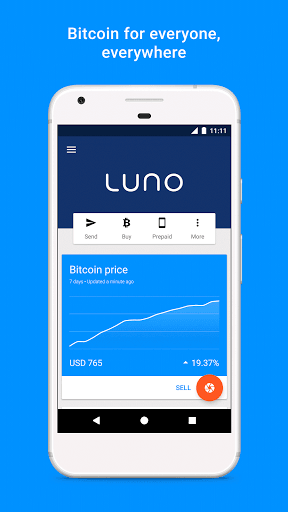 Bitcoin for everyone,
everywhere
11:11
LUNO
Send Buy Prepaid More
Bitcoin price
7 days • Updated a minute ago
USD 765 19.37%
SELL